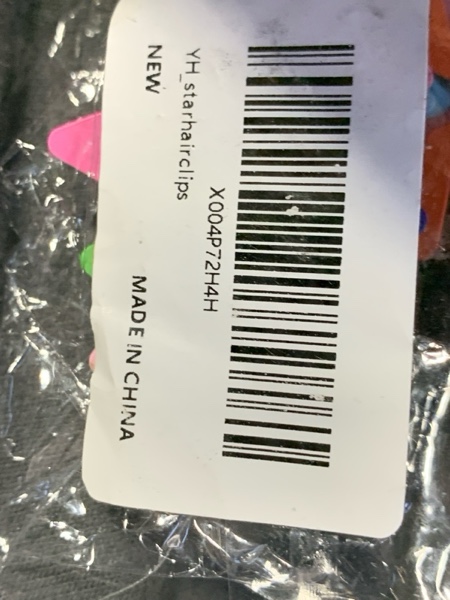 X004P72H4H
YH_starhairclips
NEW
MADE IN CHINA